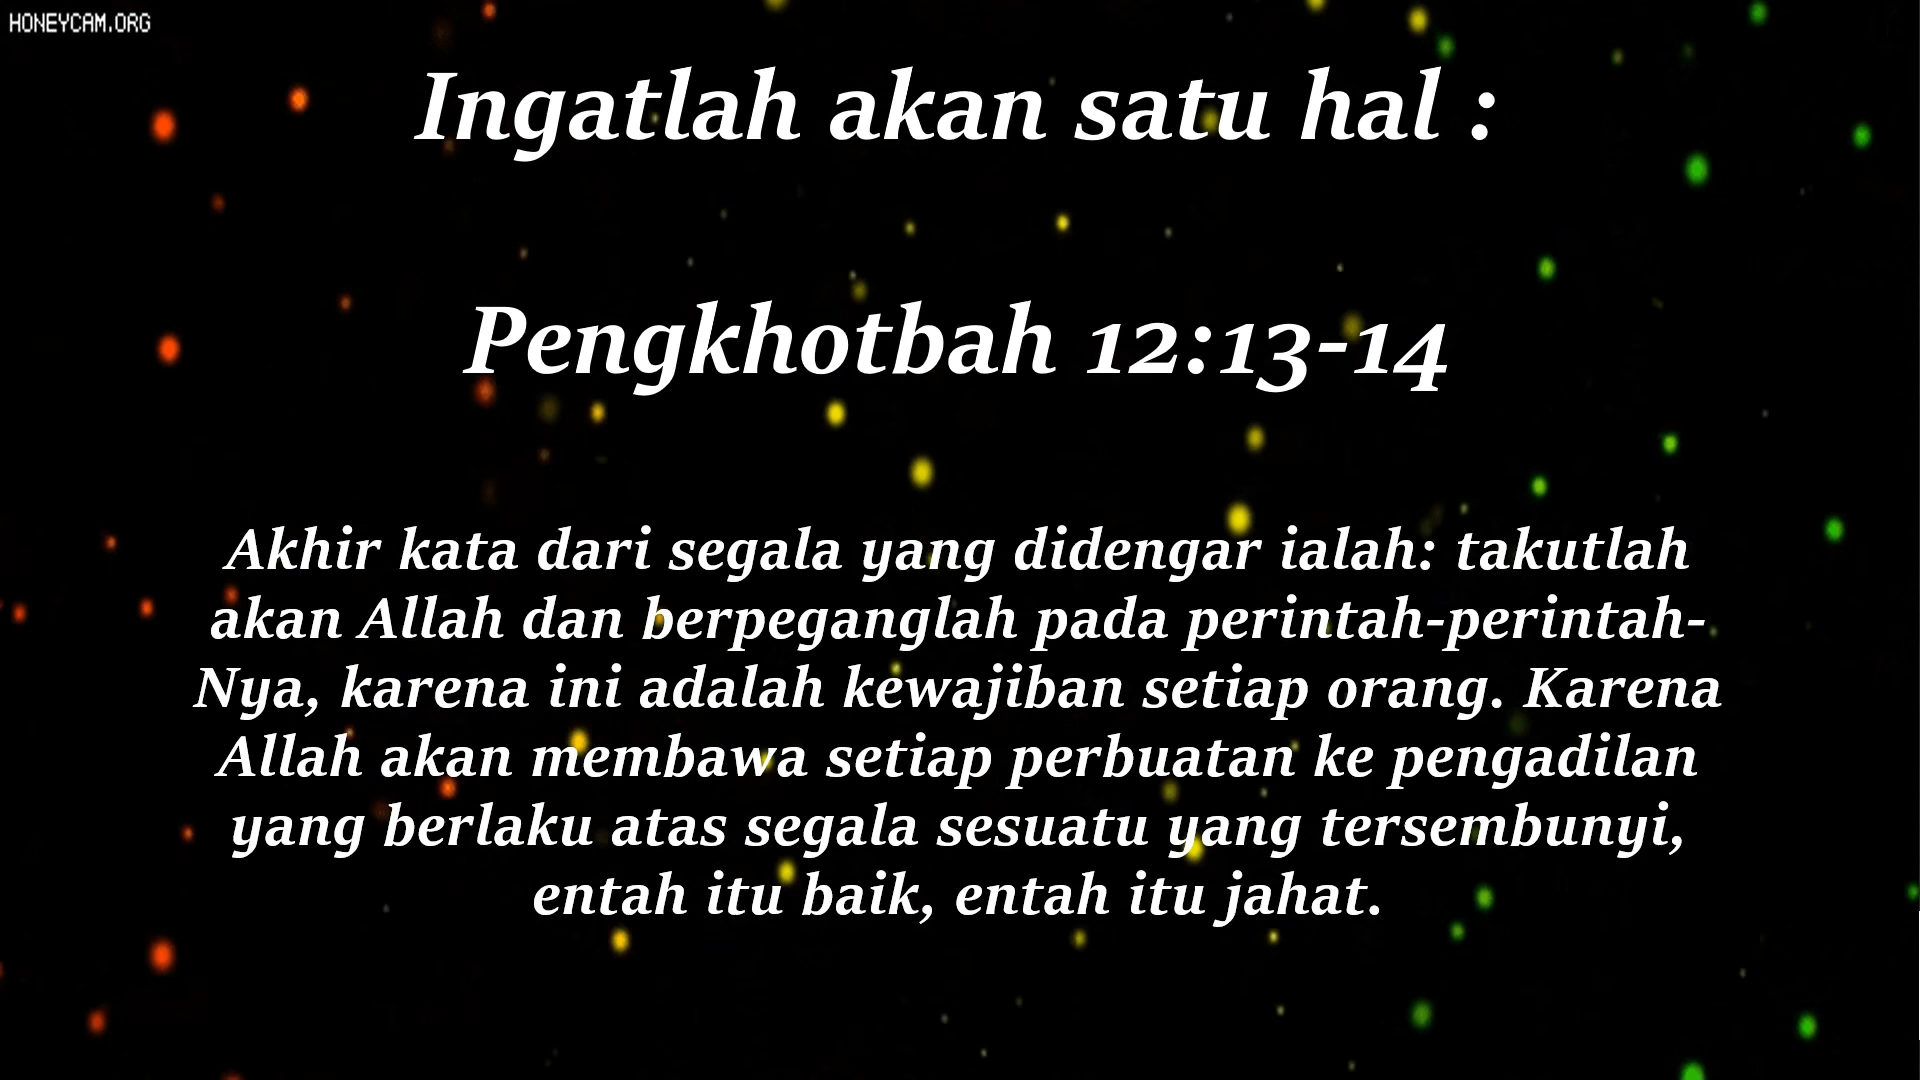 HONEYCAM.ORG
Ingatlah akan satu hal :
Pengkhotbah 12:13-14
Akhir kata dari segala yang didengar ialah: takutlah
akan Allah dan berpeganglah pada perintah-perintah-
Nya, karena ini adalah kewajiban setiap orang. Karena
Allah akan membawa setiap perbuatan ke pengadilan
yang berlaku atas segala sesuatu yang tersembunyi,
entah itu baik, entah itu jahat.